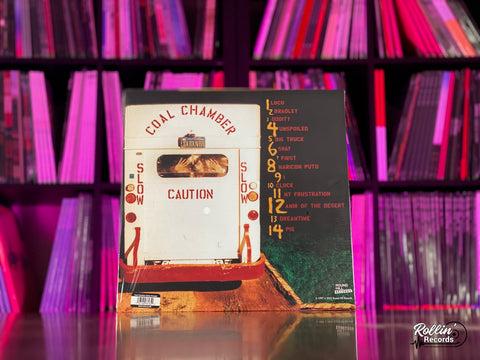 COAL CHAMBER
SLOW
SLOW
CAUTION
1 LOCO
2 BRADLEY
3 ODDITY
4 UNSPOILED
5 BIG TRUCK
6 SWAY
7 FIRST
8 MARICON PUTO
9 I
10 CLOCK
11 MY FRUSTRATION
12 AMIR OF THE DESERT
13 DREAMTIME
14 PIG
ROUND
Rollin'
Records